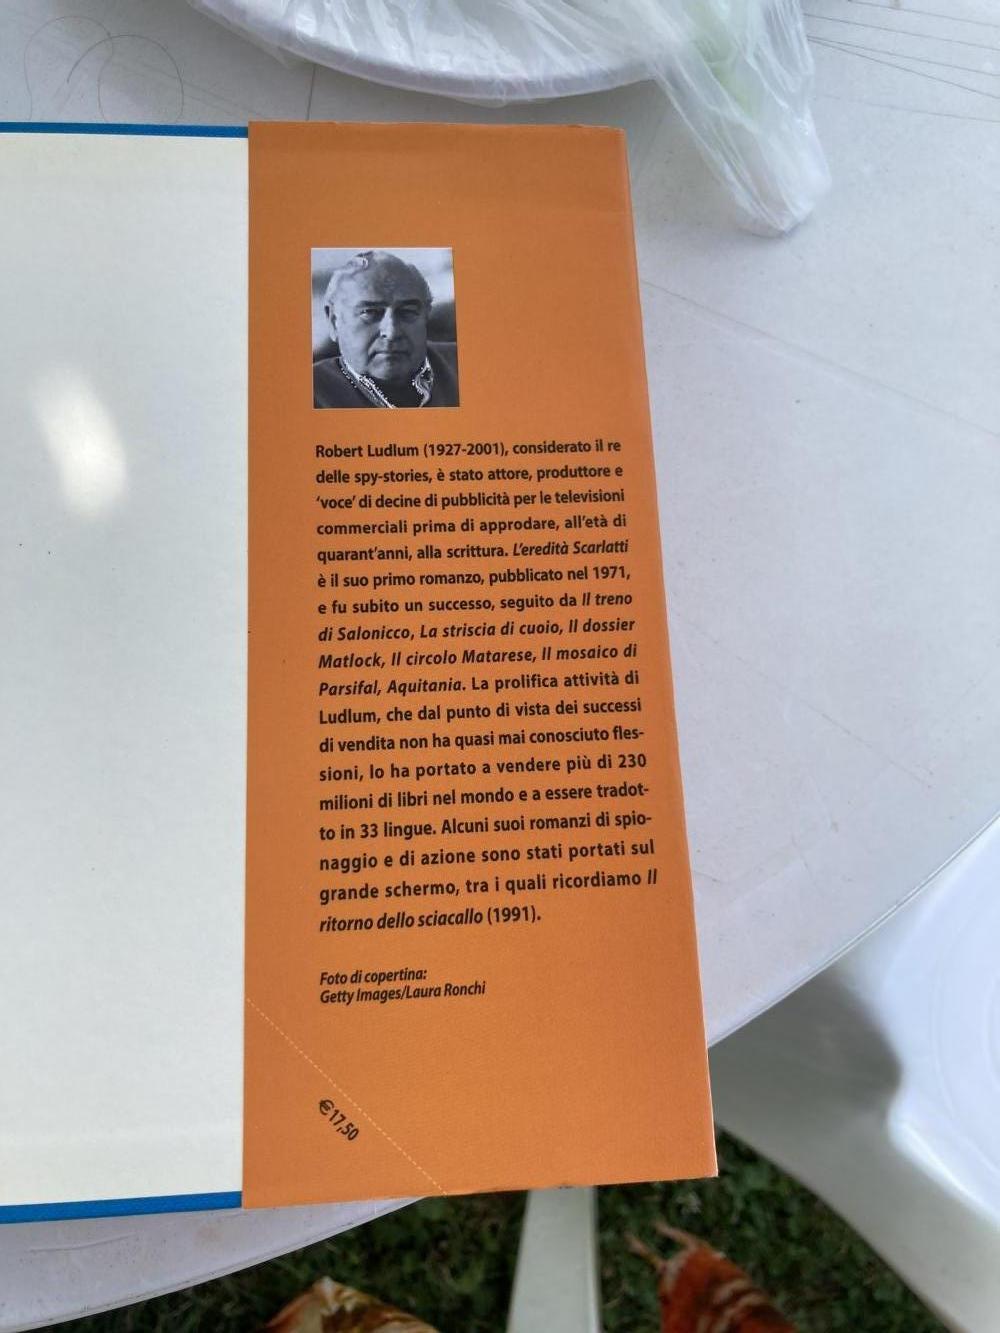 Robert Ludlum (1927-2001), considerato il re
delle spy-stories, è stato attore, produttore e
'voce' di decine di pubblicità per le televisioni
commerciali prima di approdare, all'età di
quarant'anni, alla scrittura. L'eredità Scarlatti
è il suo primo romanzo, pubblicato nel 1971,
e fu subito un successo, seguito da Il treno
di Salonicco, La striscia di cuoio, Il dossier
Matlock, Il circolo Matarese, Il mosaico di
Parsifal, Aquitania. La prolifica attività di
Ludlum, che dal punto di vista dei successi
di vendita non ha quasi mai conosciuto fles-
sioni, lo ha portato a vendere più di 230
milioni di libri nel mondo e a essere tradot-
to in 33 lingue. Alcuni suoi romanzi di spio-
naggio e di azione sono stati portati sul
grande schermo, tra i quali ricordiamo Il
ritorno dello sciacallo (1991).
Foto di copertina:
Getty Images/Laura Ronchi
€ 17,50